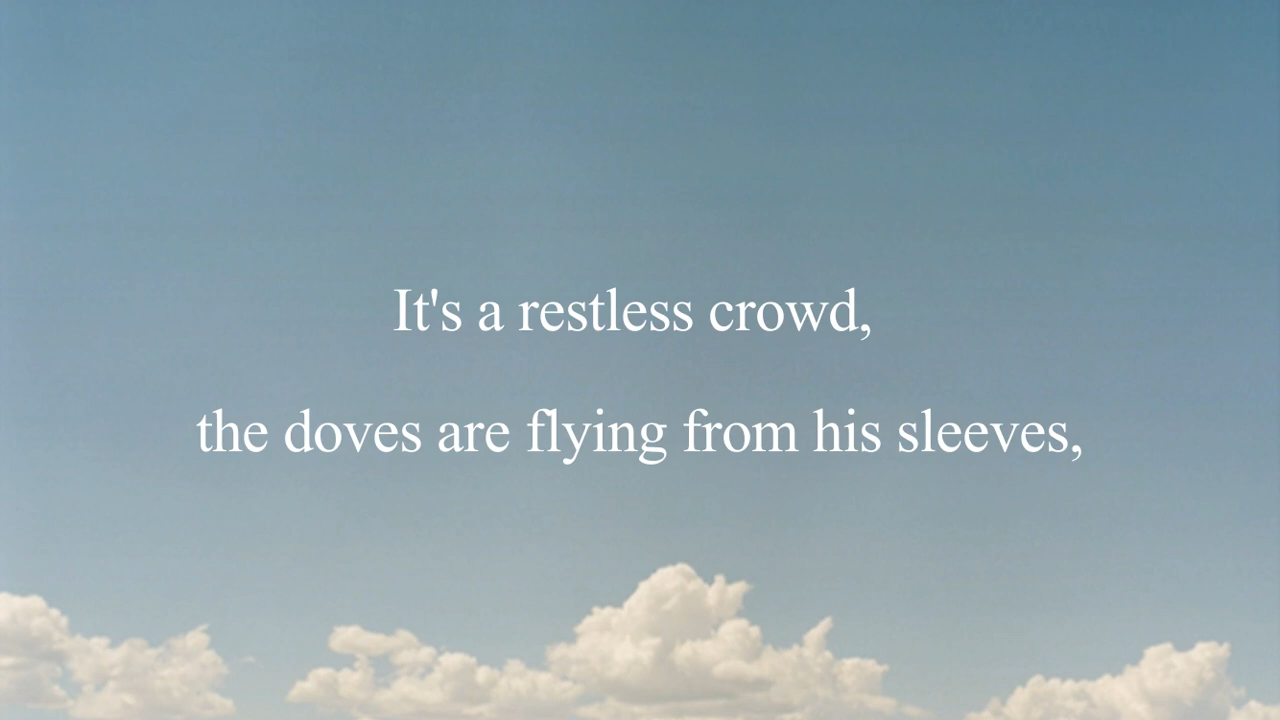 It's a restless crowd,
the doves are flying from his sleeves,